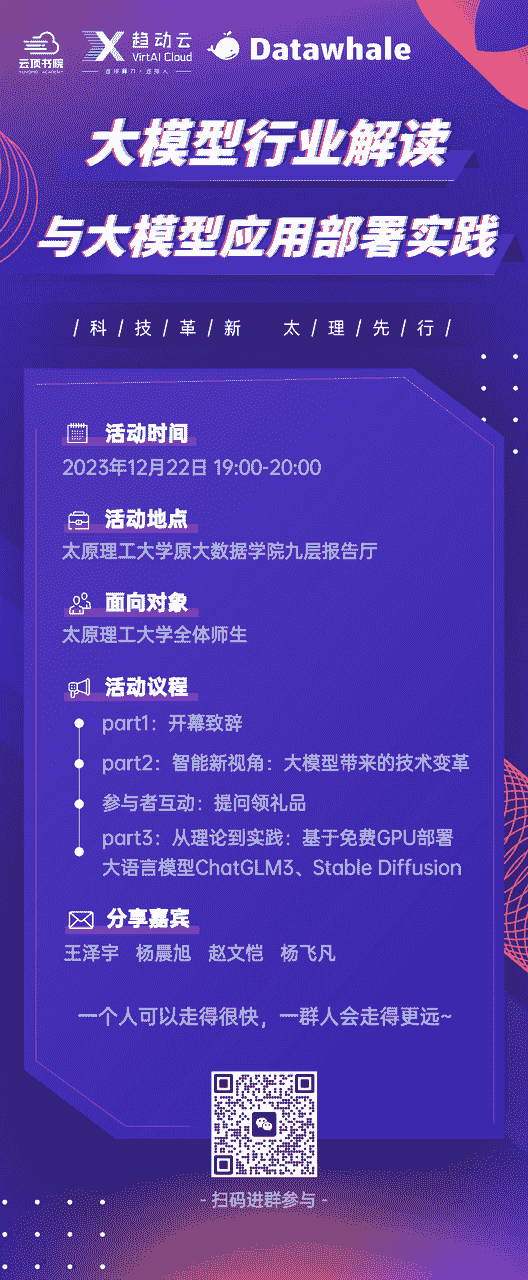 云顶书院
YUNDING ACADEMY
趋动云
VirtAI Cloud
连接算力·连接人
Datawhale
大模型行业解读
与大模型应用部署实践
/ 科 / 技 / 革 / 新 太 / 理 / 先 / 行 /
活动时间
2023年12月22日 19:00-20:00
活动地点
太原理工大学原大数据学院九层报告厅
面向对象
太原理工大学全体师生
活动议程
part1：开幕致辞
part2：智能新视角：大模型带来的技术变革
参与者互动：提问领礼品
part3：从理论到实践：基于免费GPU部署
大语言模型ChatGLM3、Stable Diffusion
分享嘉宾
王泽宇 杨晨旭 赵文恺 杨飞凡
一个人可以走得很快，一群人会走得更远~
- 扫码进群参与 -